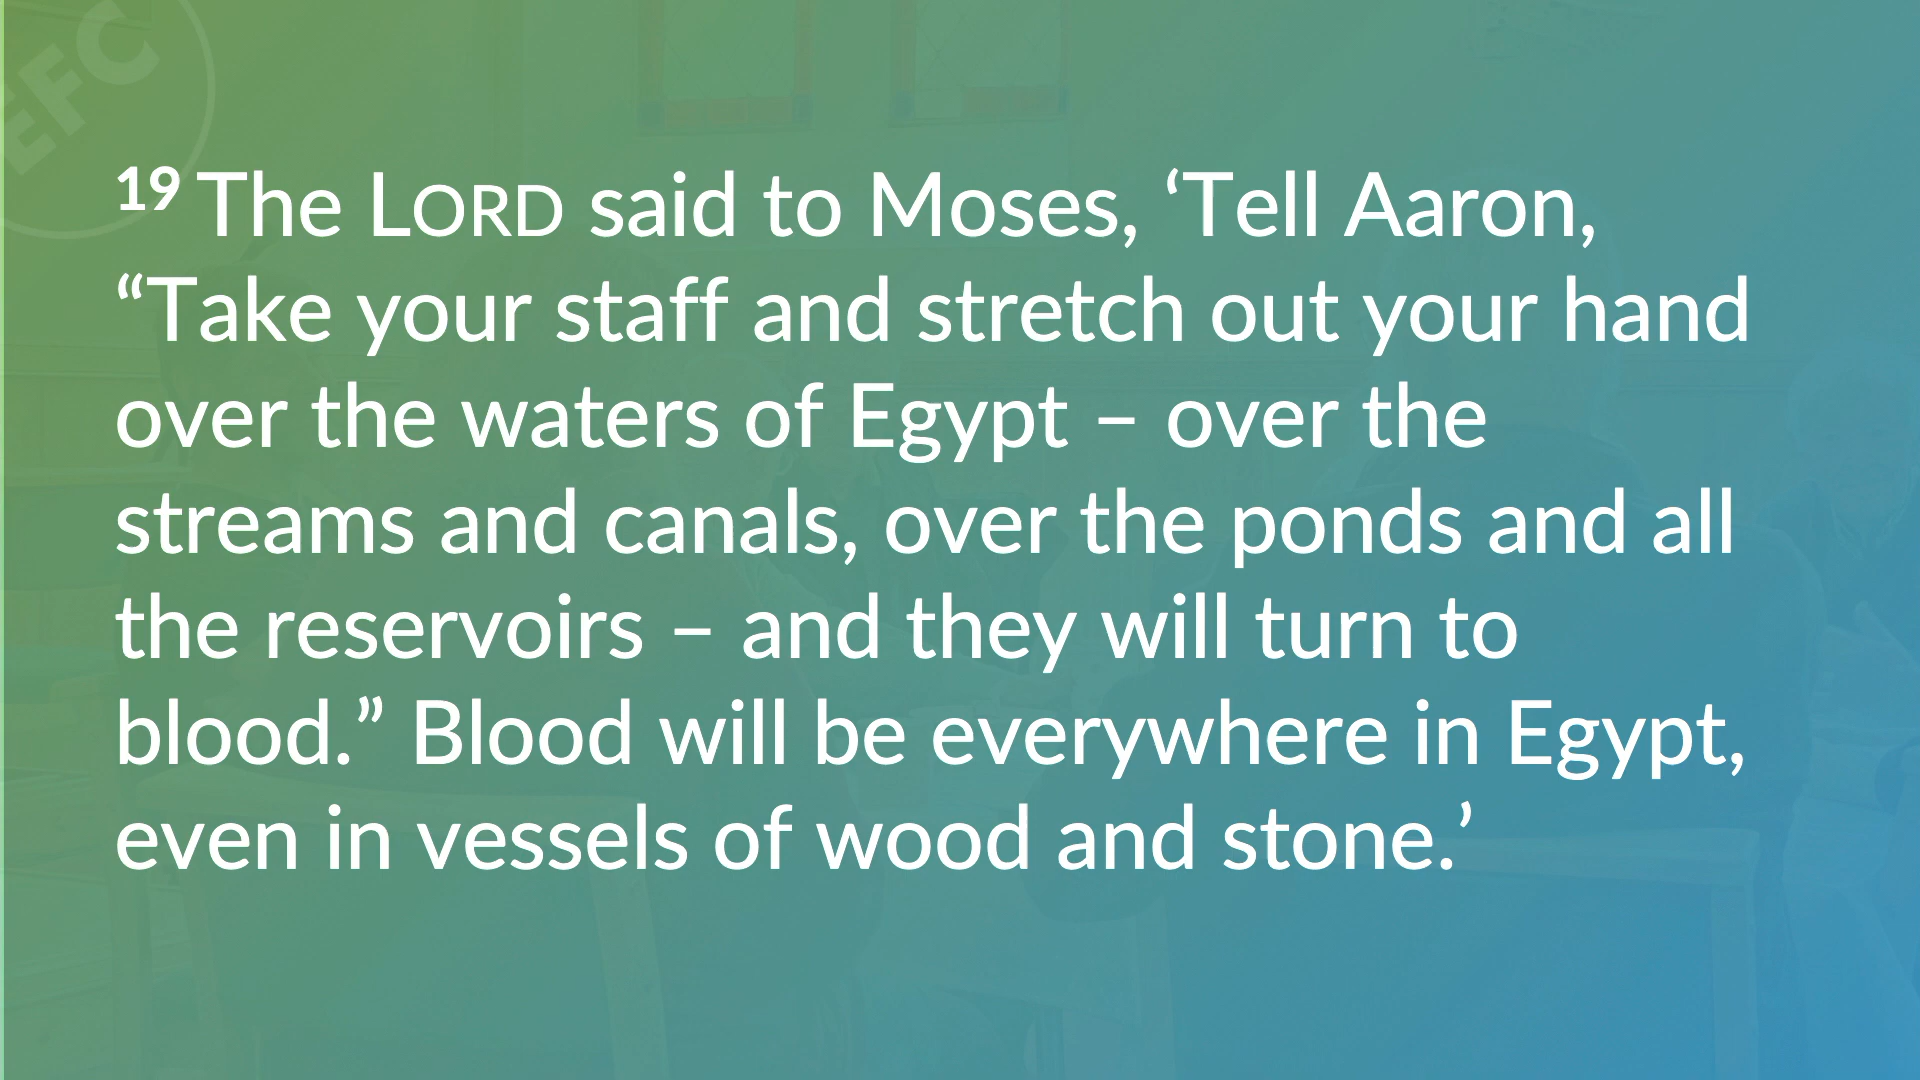 EFC
19 The LORD said to Moses, ‘Tell Aaron,
“Take your staff and stretch out your hand
over the waters of Egypt – over the
streams and canals, over the ponds and all
the reservoirs – and they will turn to
blood.” Blood will be everywhere in Egypt,
even in vessels of wood and stone.’